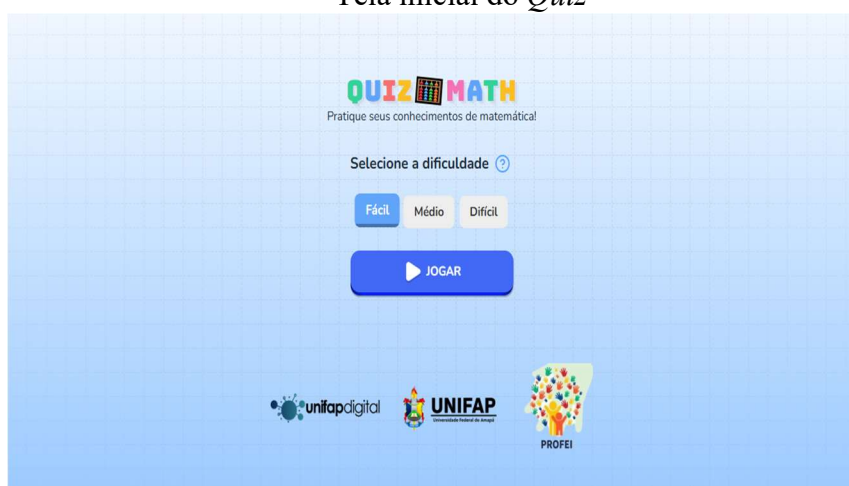 Tela inicial do Quiz
QUIZ MATH
Pratique seus conhecimentos de matemática!
Selecione a dificuldade ?
Fácil Médio Difícil
JOGAR
unifapdigital
UNIFAP
Universidade Federal do Amapá
PROFEI